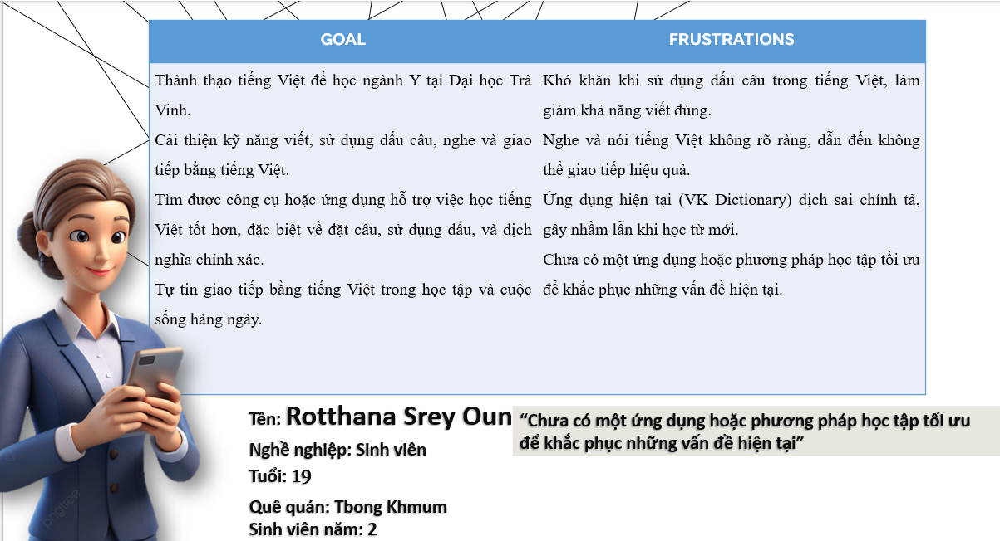 GOAL
FRUSTRATIONS
Thành thạo tiếng Việt để học ngành Y tại Đại học Trà
Vinh.
Cải thiện kỹ năng viết, sử dụng dấu câu, nghe và giao
tiếp bằng tiếng Việt.
Tìm được công cụ hoặc ứng dụng hỗ trợ việc học tiếng
Việt tốt hơn, đặc biệt về đặt câu, sử dụng dấu, và dịch
nghĩa chính xác.
Tự tin giao tiếp bằng tiếng Việt trong học tập và cuộc
sống hàng ngày.
Khó khăn khi sử dụng dấu câu trong tiếng Việt, làm
giảm khả năng viết đúng.
Nghe và nói tiếng Việt không rõ ràng, dẫn đến không
thể giao tiếp hiệu quả.
Ứng dụng hiện tại (VK Dictionary) dịch sai chính tả,
gây nhầm lẫn khi học từ mới.
Chưa có một ứng dụng hoặc phương pháp học tập tối ưu
để khắc phục những vấn đề hiện tại.
Tên: Rotthana Srey Oun
Nghề nghiệp: Sinh viên
Tuổi: 19
Quê quán: Tbong Khmum
Sinh viên năm: 2
“Chưa có một ứng dụng hoặc phương pháp học tập tối ưu
để khắc phục những vấn đề hiện tại”
pngtree